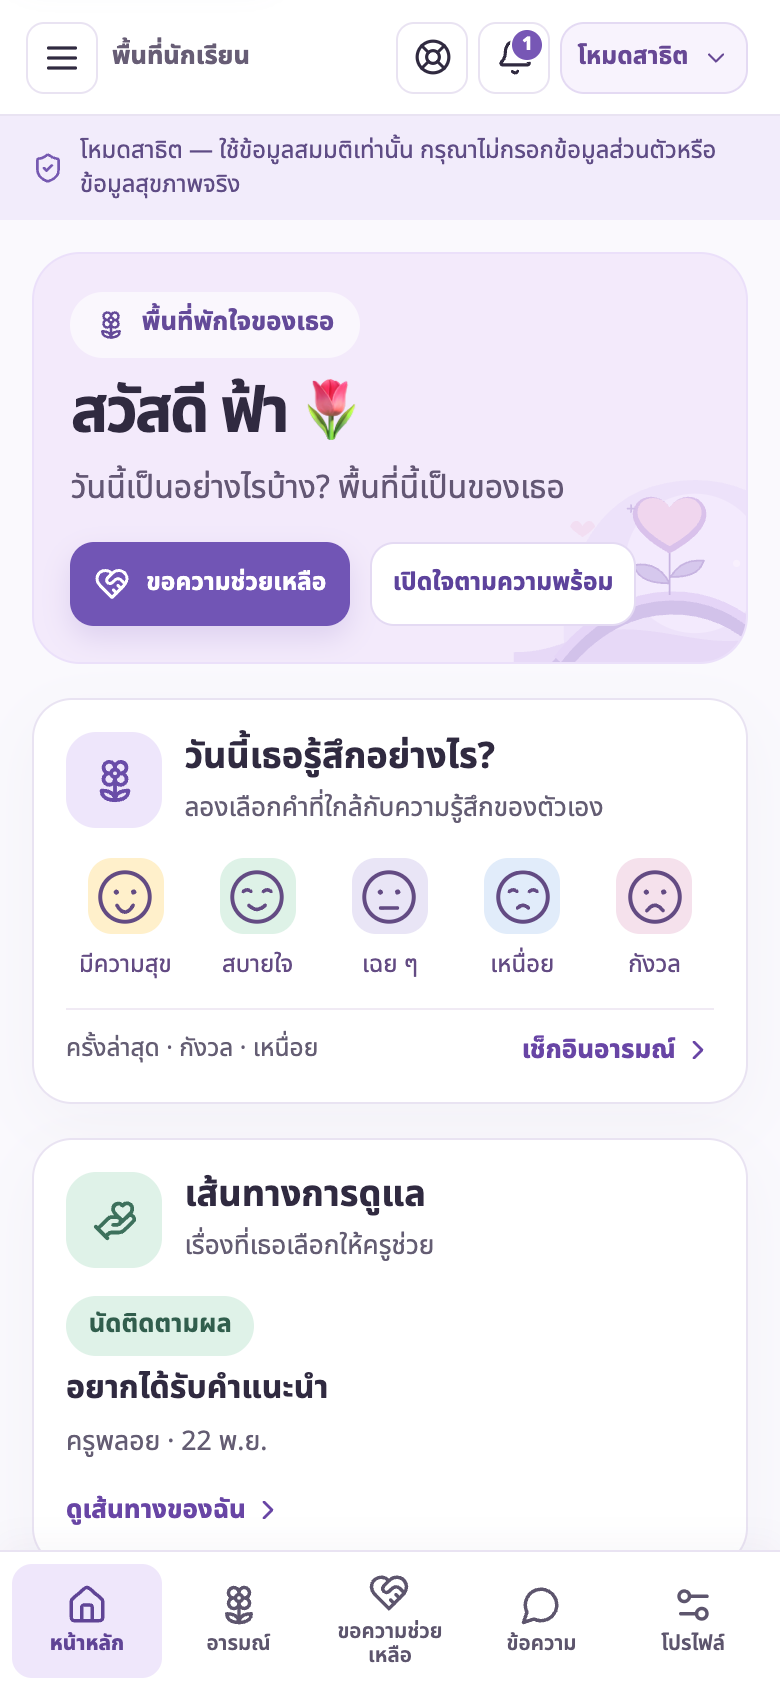 พื้นที่นักเรียน
1
โหมดสาธิต
โหมดสาธิต — ใช้ข้อมูลสมมติเท่านั้น กรุณาไม่กรอกข้อมูลส่วนตัวหรือ
ข้อมูลสุขภาพจริง
พื้นที่พักใจของเธอ
สวัสดี ฟ้า 🌷
วันนี้เป็นอย่างไรบ้าง? พื้นที่นี้เป็นของเธอ
ขอความช่วยเหลือ
เปิดใจตามความพร้อม
วันนี้เธอรู้สึกอย่างไร?
ลองเลือกคำที่ใกล้กับความรู้สึกของตัวเอง
มีความสุข
สบายใจ
เฉย ๆ
เหนื่อย
กังวล
ครั้งล่าสุด · กังวล · เหนื่อย
เช็กอินอารมณ์
เส้นทางการดูแล
เรื่องที่เธอเลือกให้ครูช่วย
นัดติดตามผล
อยากได้รับคำแนะนำ
ครูพลอย · 22 พ.ย.
ดูเส้นทางของฉัน
หน้าหลัก
อารมณ์
ขอความช่วย
เหลือ
ข้อความ
โปรไฟล์